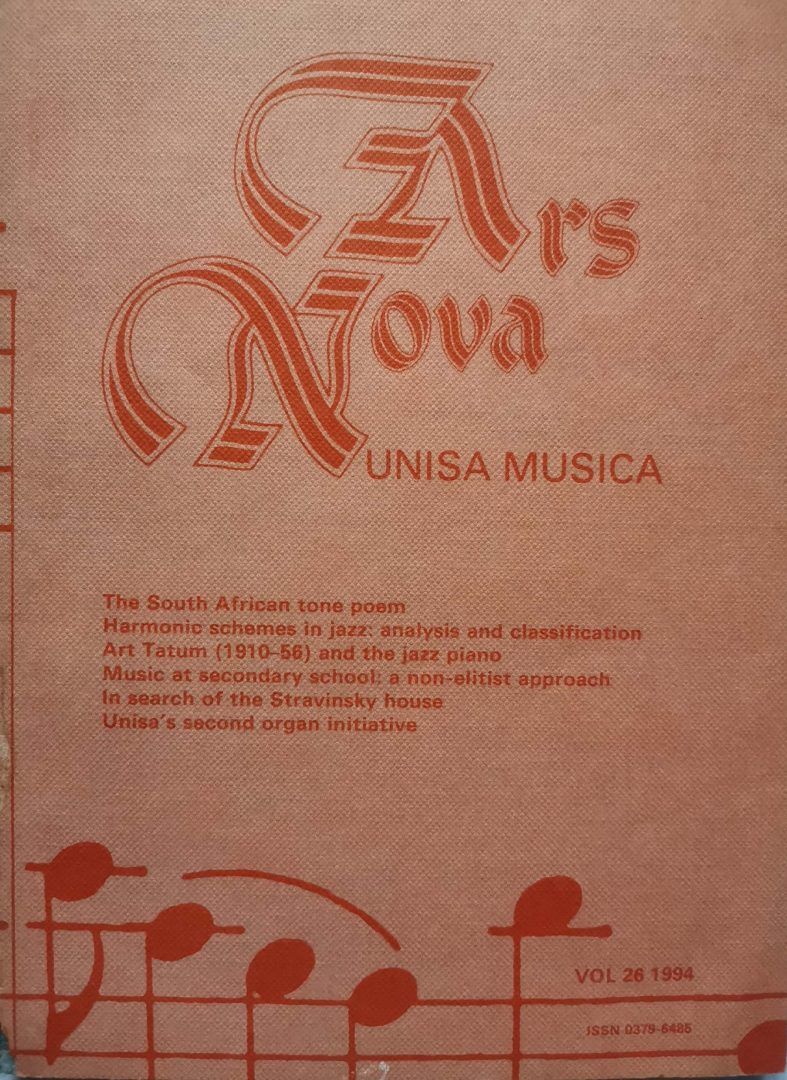 Ars
Nova
UNISA MUSICA
The South African tone poem
Harmonic schemes in jazz: analysis and classification
Art Tatum (1910–56) and the jazz piano
Music at secondary school: a non-elitist approach
In search of the Stravinsky house
Unisa's second organ initiative
VOL 26 1994
ISSN 0379-6485